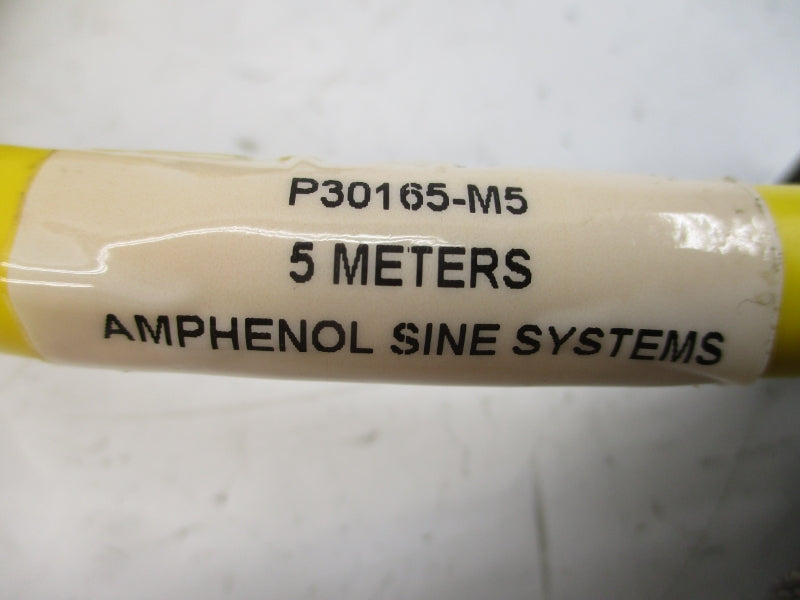 P30165-M5
5 METERS
AMPHENOL SINE SYSTEMS